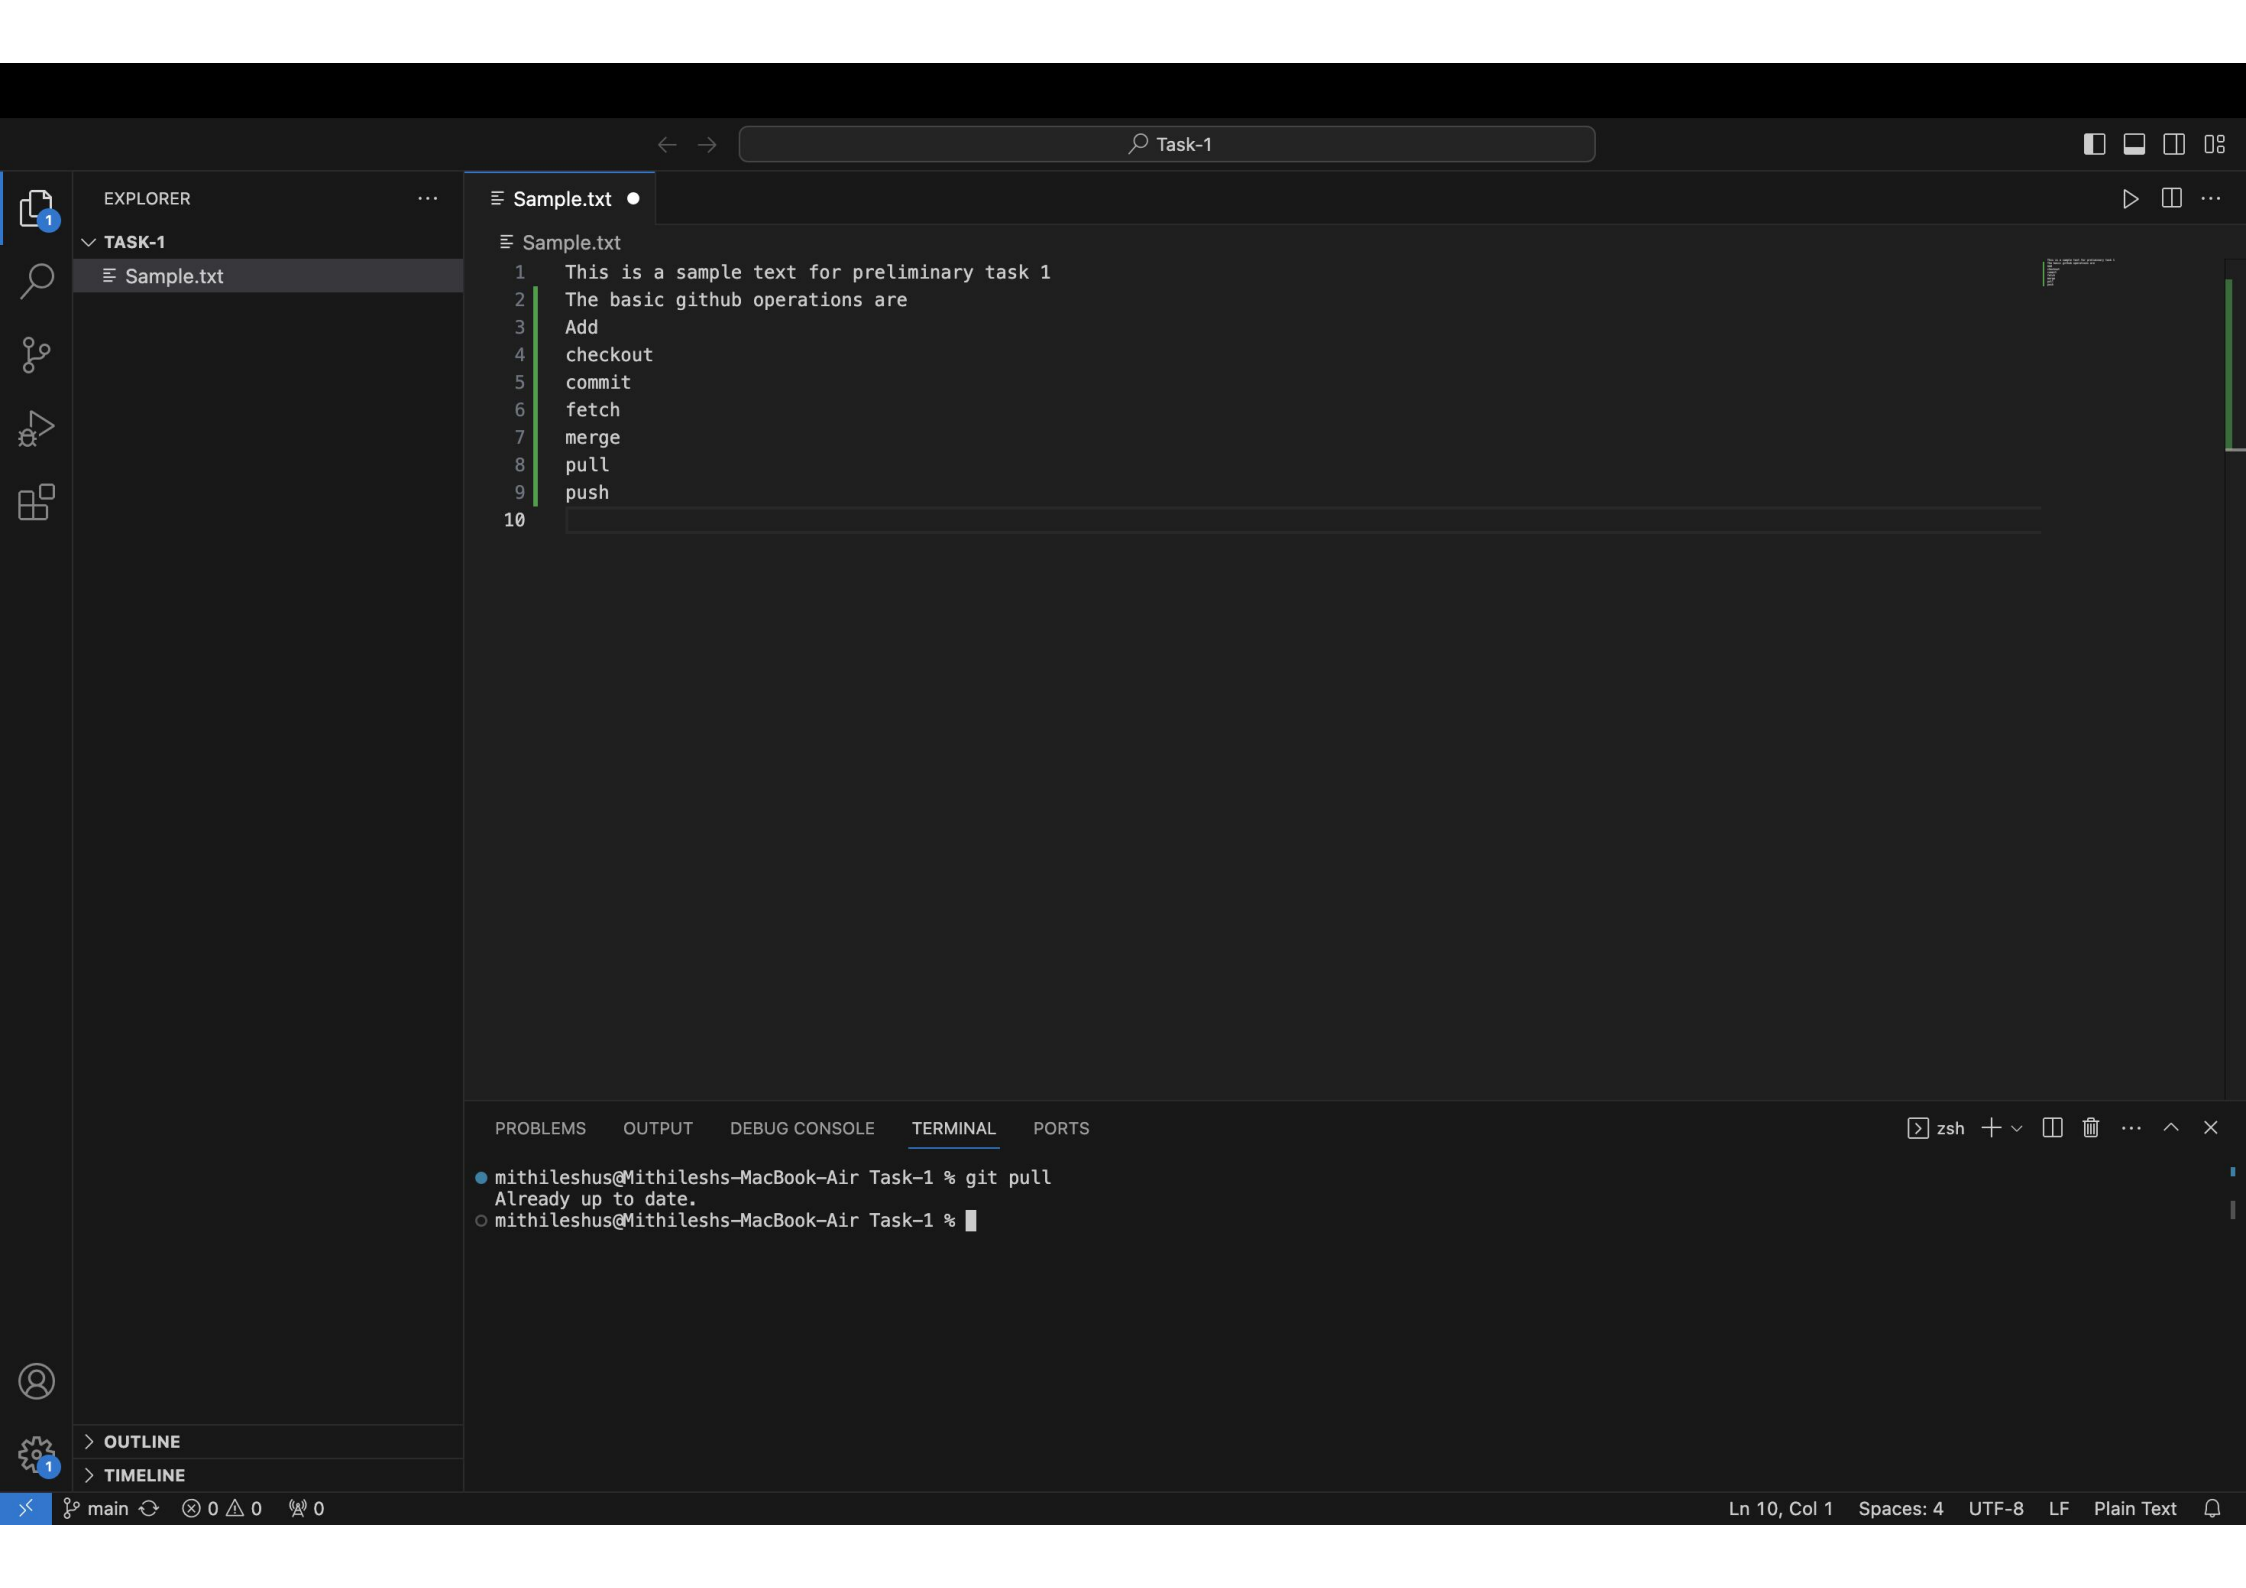 Task-1
EXPLORER
Sample.txt
1
TASK-1
Sample.txt
Sample.txt
1 This is a sample text for preliminary task 1
2 The basic github operations are
3 Add
4 checkout
5 commit
6 fetch
7 merge
8 pull
9 push
10
PROBLEMS OUTPUT DEBUG CONSOLE TERMINAL PORTS zsh
mithileshus@Mithileshs-MacBook-Air Task-1 % git pull
Already up to date.
mithileshus@Mithileshs-MacBook-Air Task-1 %
OUTLINE
1
TIMELINE
main 0 0 0 Ln 10, Col 1 Spaces: 4 UTF-8 LF Plain Text